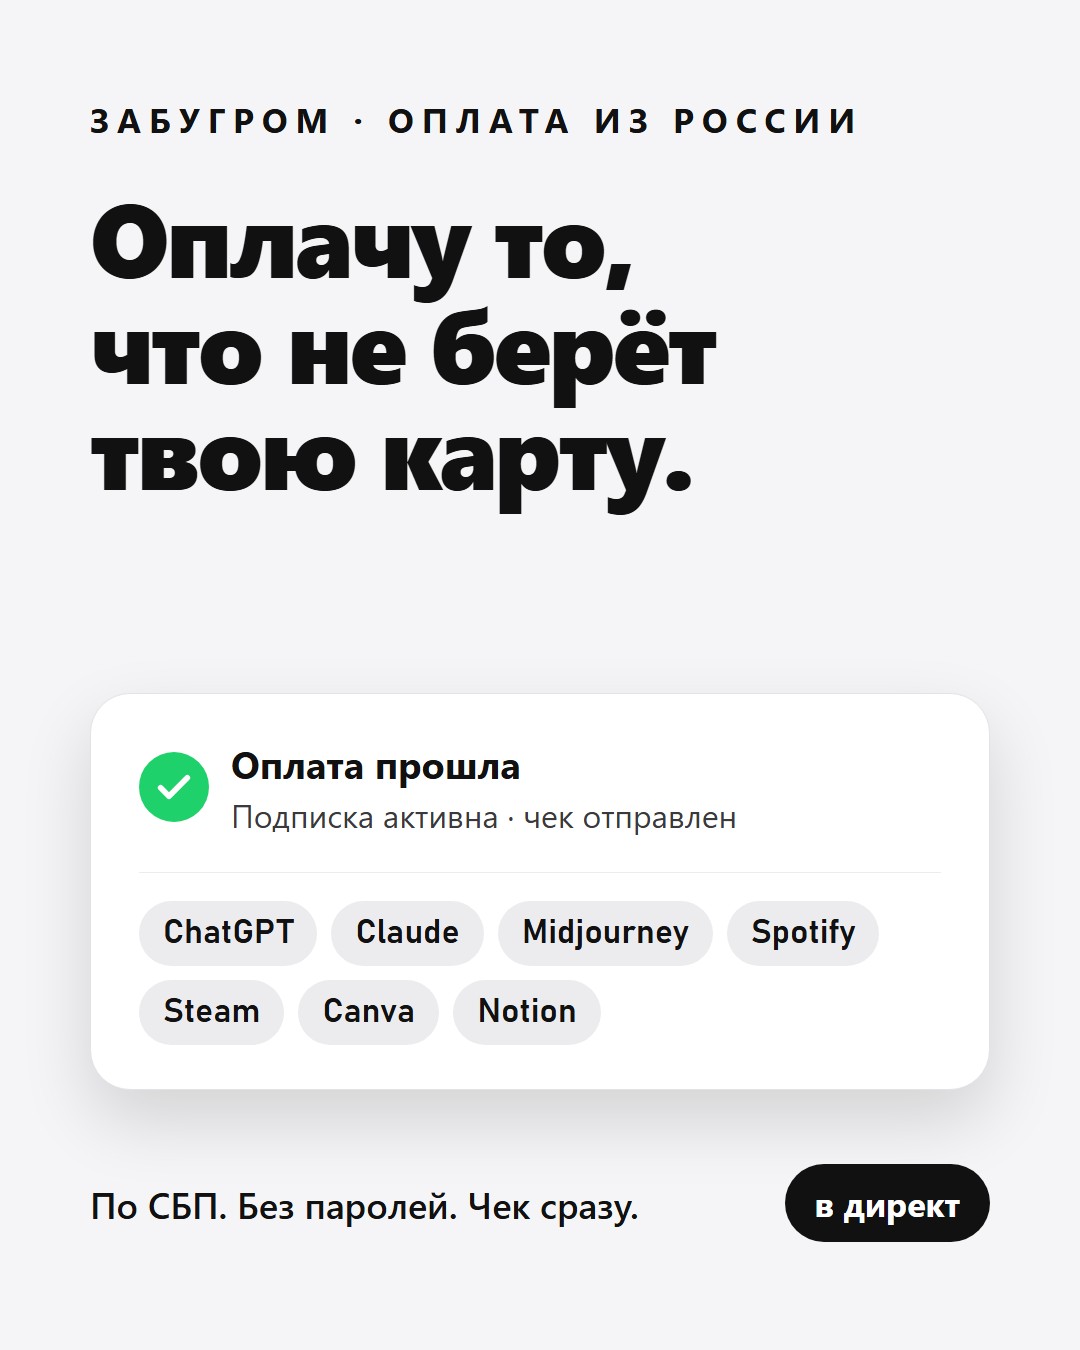 ЗАБУГРОМ · ОПЛАТА ИЗ РОССИИ
Оплачу то,
что не берёт
твою карту.
Оплата прошла
Подписка активна · чек отправлен
ChatGPT Claude Midjourney Spotify
Steam Canva Notion
По СБП. Без паролей. Чек сразу.
в директ